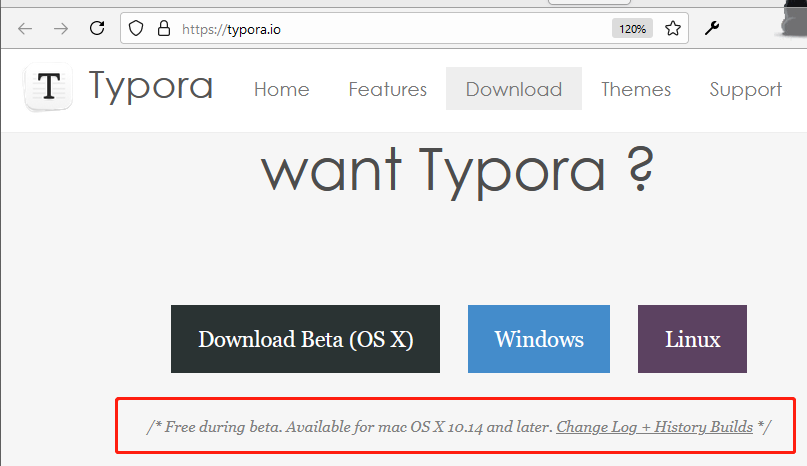 https://typora.io 120%
T Typora Home Features Download Themes Support
want Typora ?
Download Beta (OS X) Windows Linux
/* Free during beta. Available for mac OS X 10.14 and later. Change Log + History Builds */